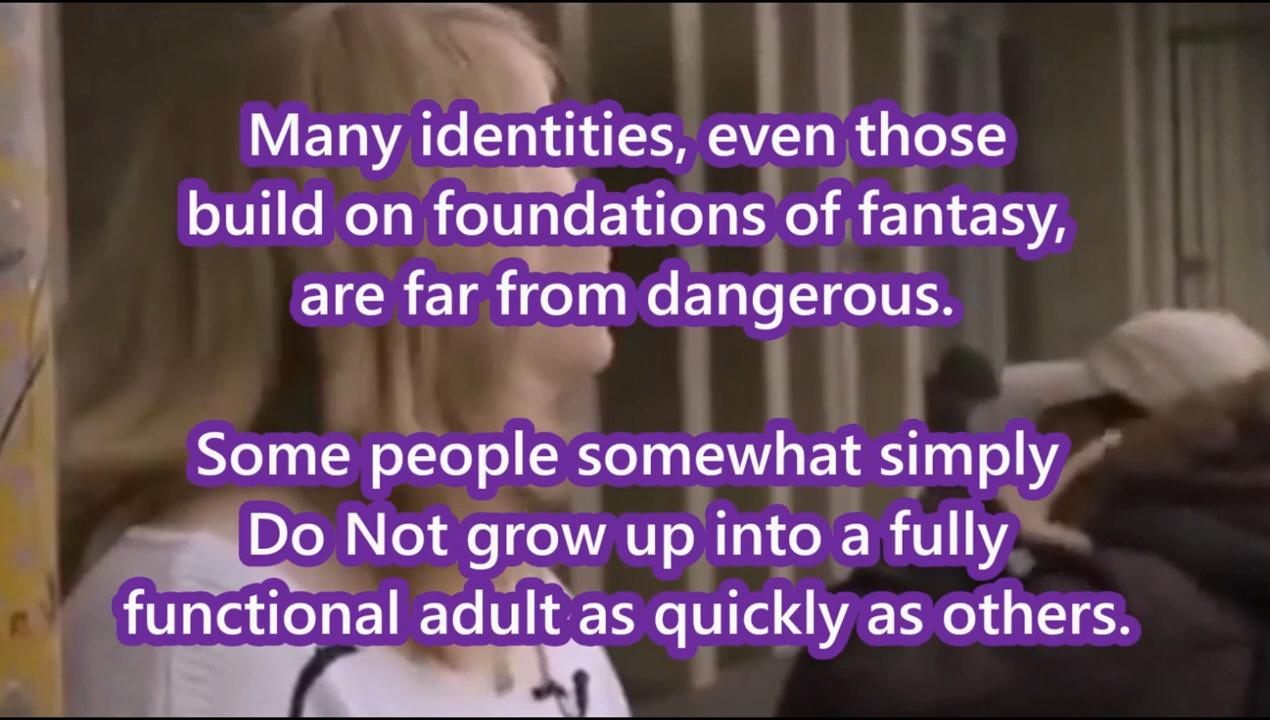 Many identities, even those
build on foundations of fantasy,
are far from dangerous.
Some people somewhat simply
Do Not grow up into a fully
functional adult as quickly as others.